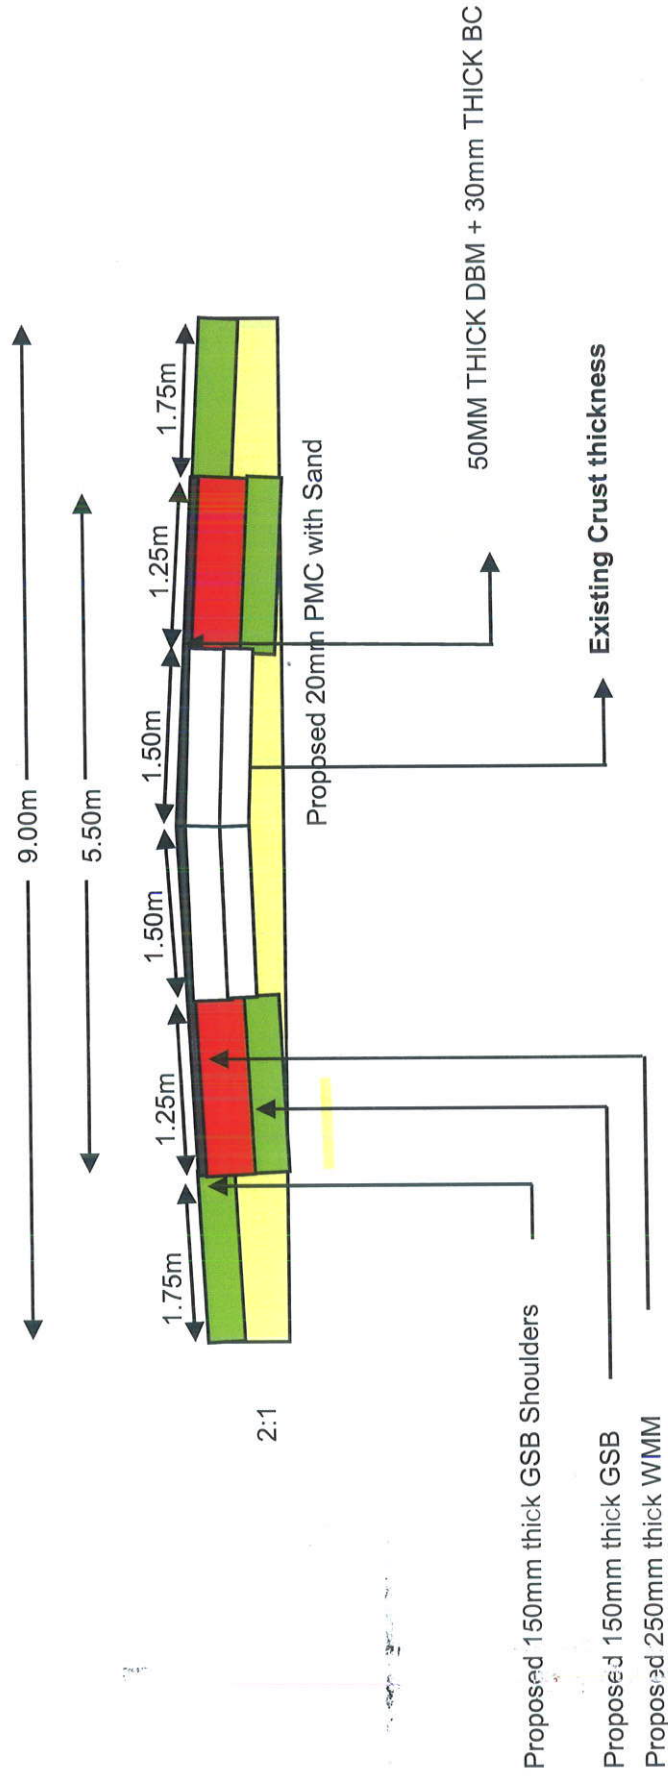 9.00m
5.50m
1.75m
1.25m
1.50m
1.50m
1.25m
1.75m
2:1
Proposed 20mm PMC with Sand
50MM THICK DBM + 30mm THICK BC
Existing Crust thickness
Proposed 150mm thick GSB Shoulders
Proposed 150mm thick GSB
Proposed 250mm thick WMM